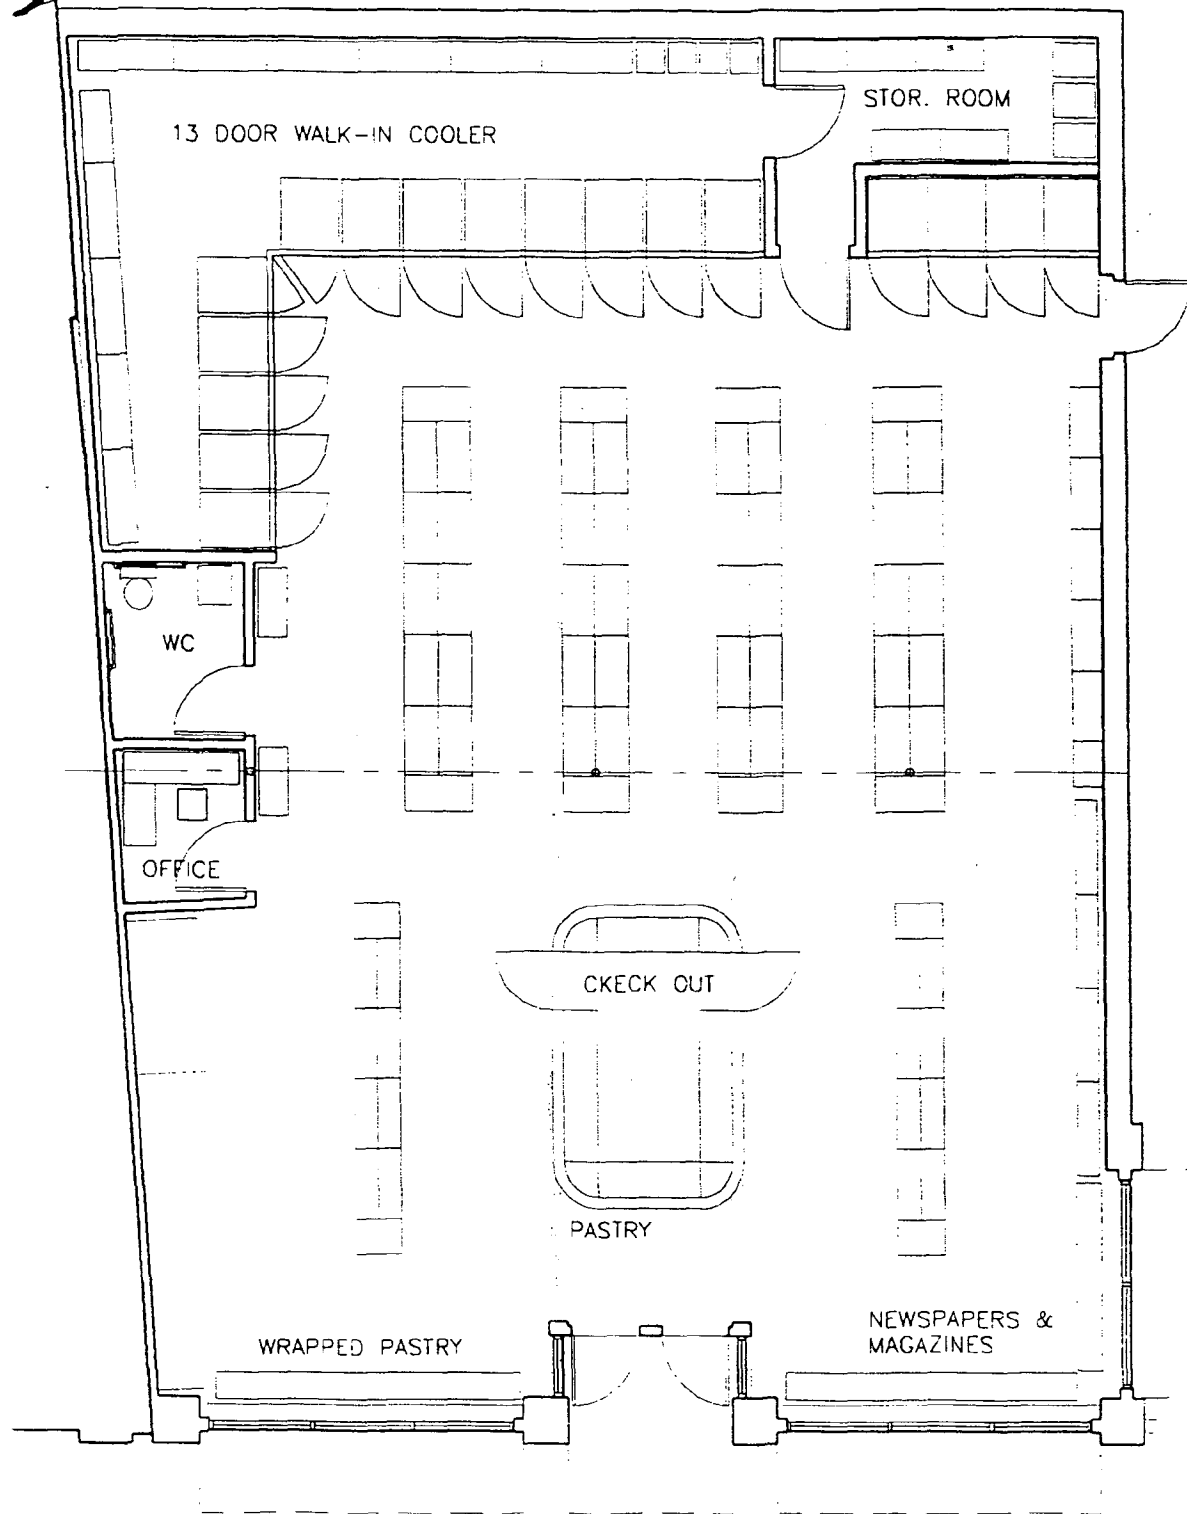 STOR. ROOM
13 DOOR WALK-IN COOLER
WC
OFFICE
CKECK OUT
PASTRY
NEWSPAPERS &
MAGAZINES
WRAPPED PASTRY